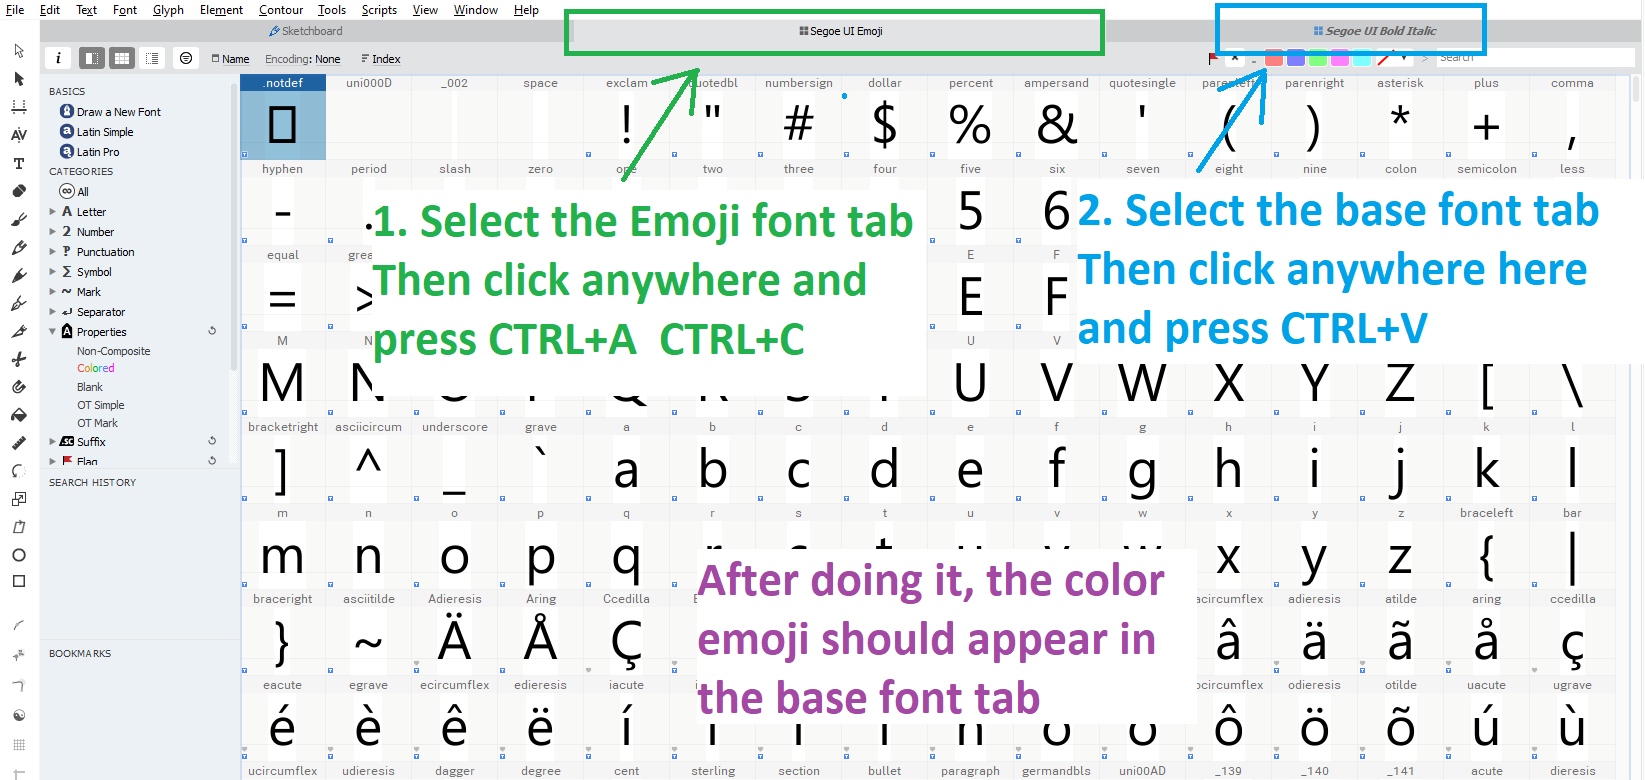 File Edit Text Font Glyph Element Contour Tools Scripts View Window Help
Sketchboard Segoe UI Emoji Segoe UI Bold Italic
i Name Encoding: None Index Search
BASICS
Draw a New Font
Latin Simple
Latin Pro
CATEGORIES
All
Letter
Number
Punctuation
Symbol
Mark
Separator
Properties
Non-Composite
Colored
Blank
OT Simple
OT Mark
Suffix
Flag
SEARCH HISTORY
BOOKMARKS
.notdef uni000D _002 space exclam quotedbl numbersign dollar percent ampersand quotesingle parenleft parenright asterisk plus comma
! " # $ % & ' ( ) * + ,
hyphen period slash zero one two three four five six seven eight nine colon semicolon less
- . 5 6
1. Select the Emoji font tab
Then click anywhere and
press CTRL+A CTRL+C
2. Select the base font tab
Then click anywhere here
and press CTRL+V
equal E F
= > E F
M N U V
M N U V W X Y Z [ \
bracketright asciicircum underscore grave a b c d e f g h i j k l
] ^ _ ` a b c d e f g h i j k l
m n o p q r s t u v w x y z braceleft bar
m n o p q x y z { |
After doing it, the color
emoji should appear in
the base font tab
braceright asciitilde Adieresis Aring Ccedilla acircumflex adieresis atilde aring ccedilla
} ~ Ä Å Ç â ä ã å ç
eacute egrave ecircumflex edieresis iacute ocircumflex odieresis otilde uacute ugrave
é è ê ë í ô ö õ ú ù
ucircumflex udieresis dagger degree cent sterling section bullet paragraph germandbls uni00AD _139 _140 _141 acute dieresis